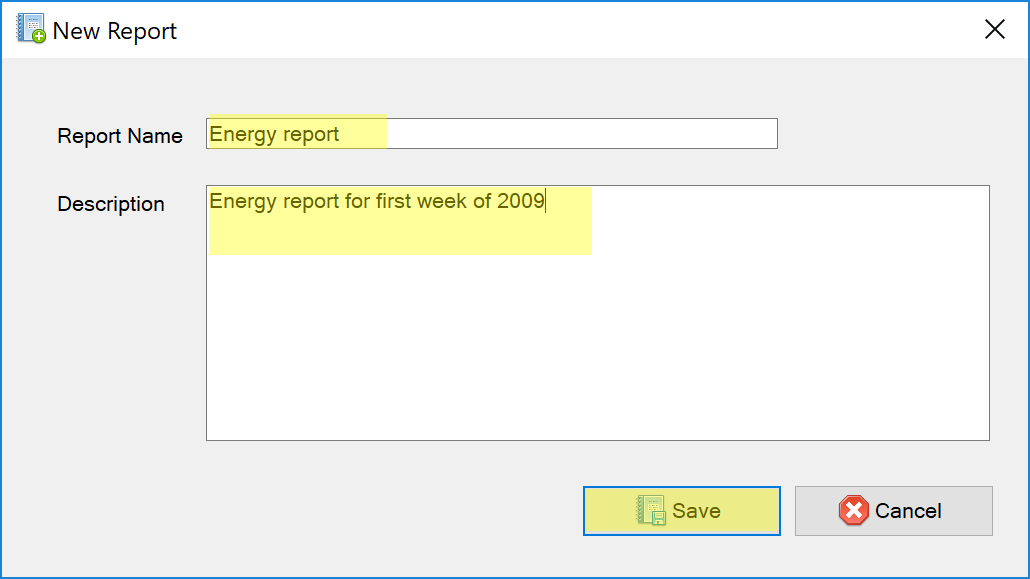 New Report
Report Name
Energy report
Description
Energy report for first week of 2009
Save
Cancel